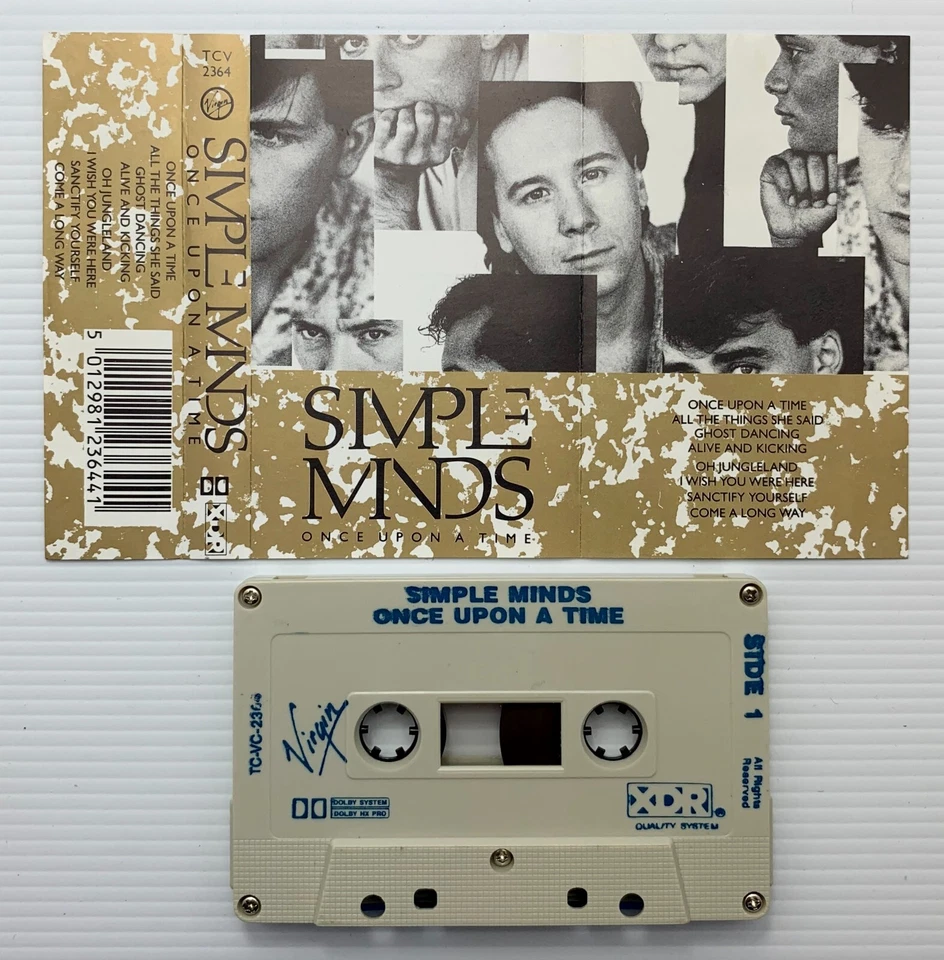 TCV
2364
Virgin
SIMPLE MINDS
ONCE UPON A TIME
ONCE UPON A TIME
ALL THE THINGS SHE SAID
GHOST DANCING
ALIVE AND KICKING
OH JUNGLELAND
I WISH YOU WERE HERE
SANCTIFY YOURSELF
COME A LONG WAY
5 012981 236441
XDR
SIMPLE
MINDS
ONCE UPON A TIME
ONCE UPON A TIME
ALL THE THINGS SHE SAID
GHOST DANCING
ALIVE AND KICKING
OH JUNGLELAND
I WISH YOU WERE HERE
SANCTIFY YOURSELF
COME A LONG WAY
SIMPLE MINDS
ONCE UPON A TIME
SIDE 1
TC-VC-236
Virgin
DOLBY SYSTEM
DOLBY HX PRO
XDR®
QUALITY SYSTEM
All Rights
Reserved